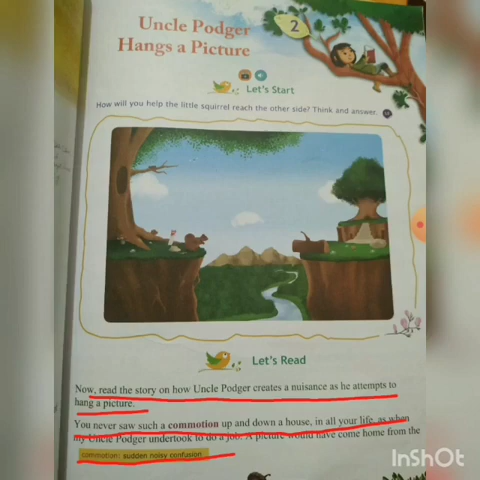 Uncle Podger
Hangs a Picture
2
Let's Start
How will you help the little squirrel reach the other side? Think and answer.
Let's Read
Now, read the story on how Uncle Podger creates a nuisance as he attempts to
hang a picture.
You never saw such a commotion up and down a house, in all your life, as when
my Uncle Podger undertook to do a job. A picture would have come home from the
commotion: sudden noisy confusion
InShOt